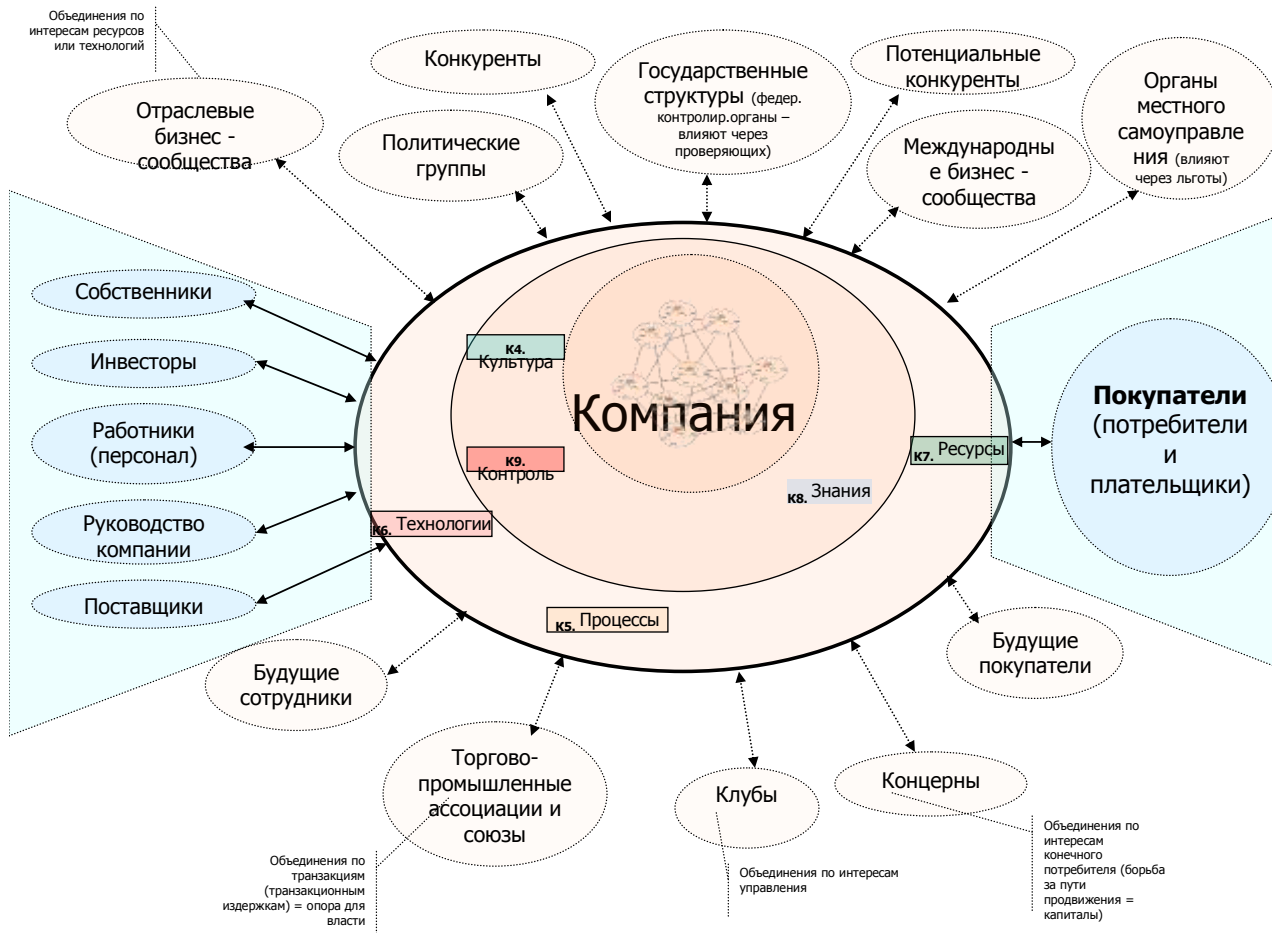 Объединения по
интересам ресурсов
или технологий
Отраслевые
бизнес -
сообщества
Конкуренты
Политические
группы
Государственные
структуры (федер.
контролир.органы –
влияют через
проверяющих)
Потенциальные
конкуренты
Международны
е бизнес -
сообщества
Органы
местного
самоуправле
ния (влияют
через льготы)
Собственники
Инвесторы
Работники
(персонал)
Руководство
компании
Поставщики
К4.
Культура
Компания
К9.
Контроль
К6. Технологии
К8. Знания
К7. Ресурсы
К5. Процессы
Покупатели
(потребители
и
плательщики)
Будущие
сотрудники
Будущие
покупатели
Торгово-
промышленные
ассоциации и
союзы
Клубы
Концерны
Объединения по
транзакциям
(транзакционным
издержкам) = опора для
власти
Объединения по интересам
управления
Объединения по
интересам
конечного
потребителя (борьба
за пути
продвижения =
капиталы)